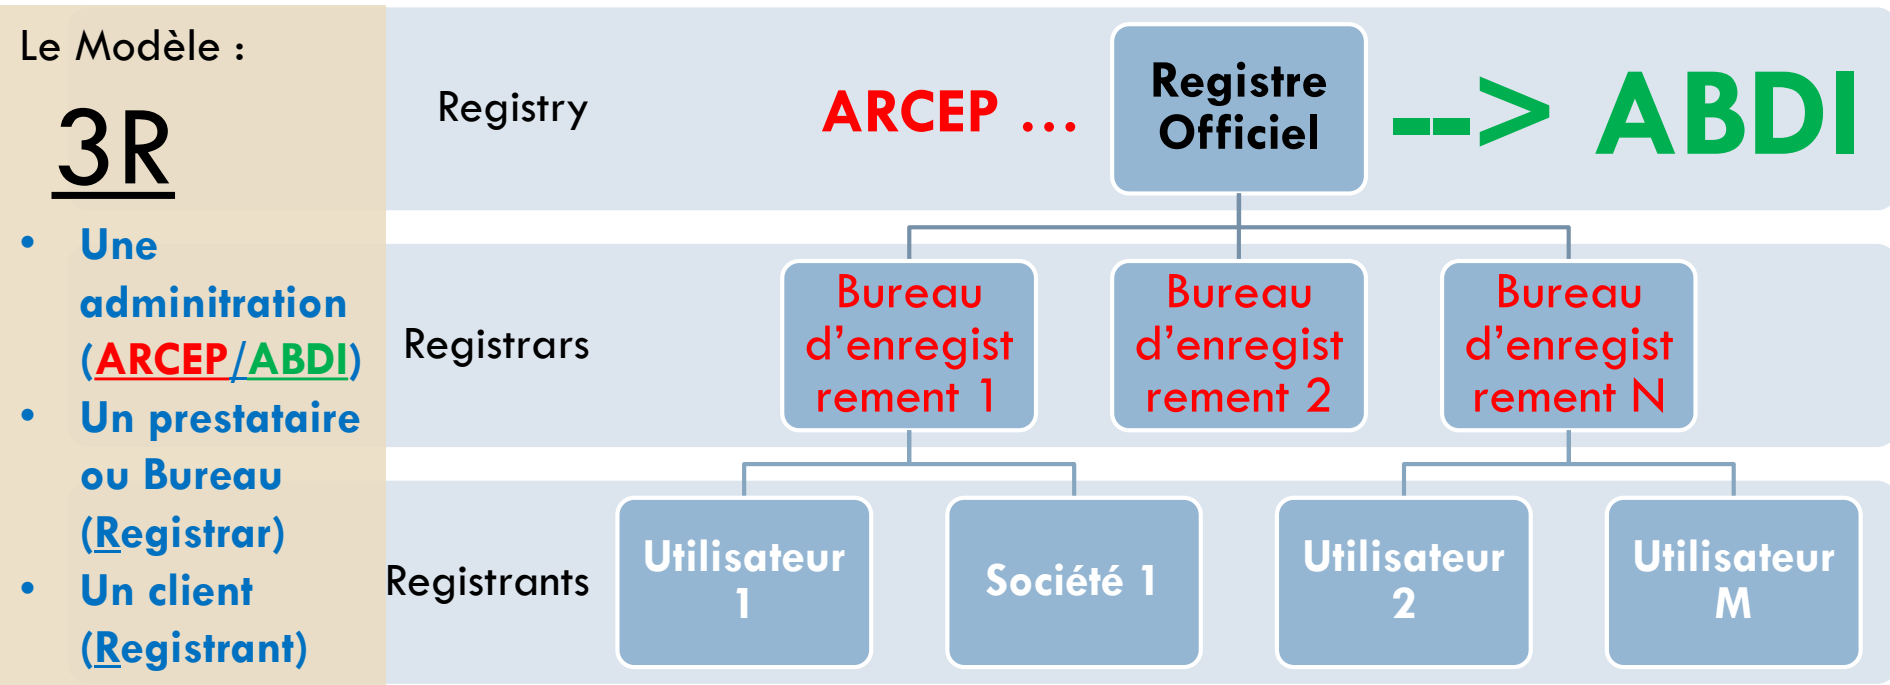 Le Modèle :
3R
• Une
adminitration
(ARCEP/ABDI)
• Un prestataire
ou Bureau
(Registrar)
• Un client
(Registrant)
Registry
ARCEP ...
Registre
Officiel
--> ABDI
Registrars
Bureau
d’enregist
rement 1
Bureau
d’enregist
rement 2
Bureau
d’enregist
rement N
Registrants
Utilisateur
1
Société 1
Utilisateur
2
Utilisateur
M